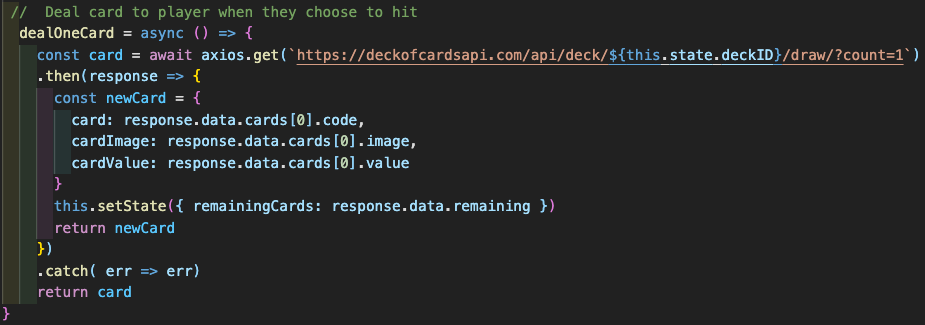 //  Deal card to player when they choose to hit
dealOneCard = async () => {
const card = await axios.get(`https://deckofcardsapi.com/api/deck/${this.state.deckID}/draw/?count=1`)
.then(response => {
const newCard = {
card: response.data.cards[0].code,
cardImage: response.data.cards[0].image,
cardValue: response.data.cards[0].value
}
this.setState({ remainingCards: response.data.remaining })
return newCard
})
.catch( err => err)
return card
}